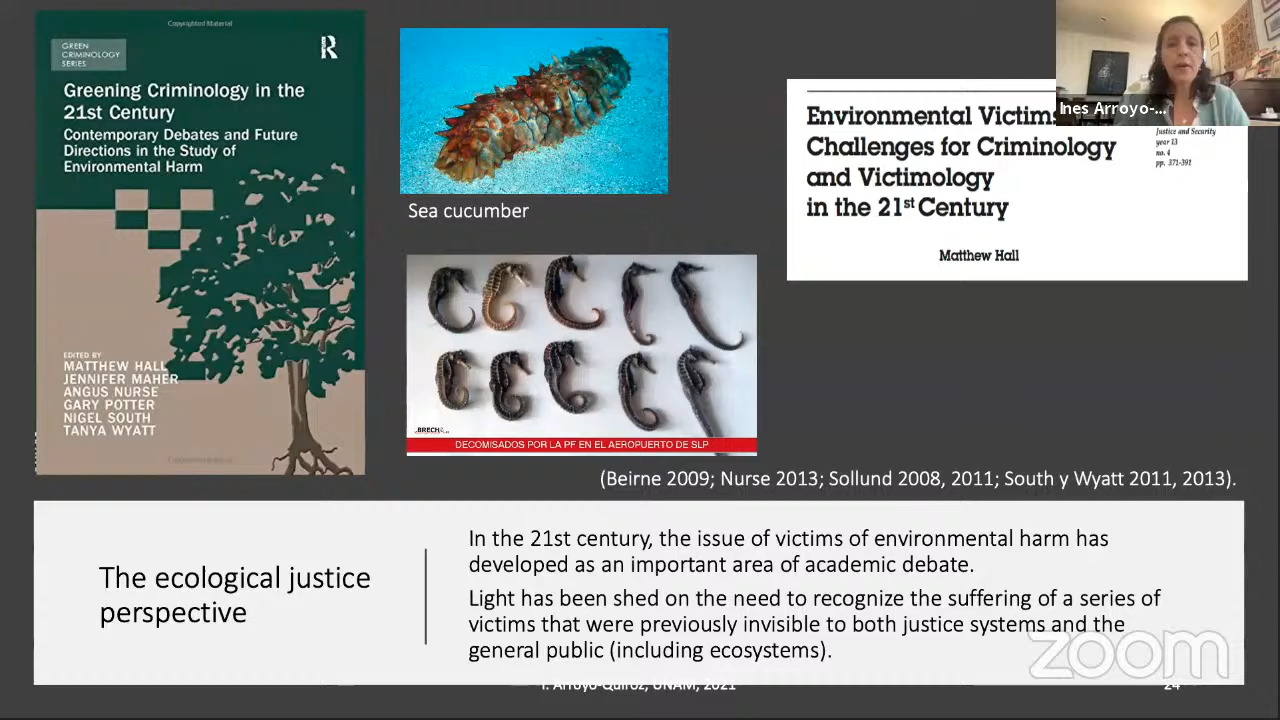 Copyrighted Material
GREEN
CRIMINOLOGY
SERIES
R
Greening Criminology in the
21st Century
Contemporary Debates and Future
Directions in the Study of
Environmental Harm
EDITED BY
MATTHEW HALL
JENNIFER MAHER
ANGUS NURSE
GARY POTTER
NIGEL SOUTH
TANYA WYATT
Copyrighted Material
Sea cucumber
BRECHA
DECOMISADOS POR LA PF EN EL AEROPUERTO DE SLP
Environmental Victims
Challenges for Criminology
and Victimology
in the 21st Century
Matthew Hall
Justice and Security
year 13
no. 4
pp. 371-391
Ines Arroyo-...
(Beirne 2009; Nurse 2013; Sollund 2008, 2011; South y Wyatt 2011, 2013).
The ecological justice
perspective
In the 21st century, the issue of victims of environmental harm has
developed as an important area of academic debate.
Light has been shed on the need to recognize the suffering of a series of
victims that were previously invisible to both justice systems and the
general public (including ecosystems).
zoom
I. Arroyo-Quiroz, UNAM, 2021
24